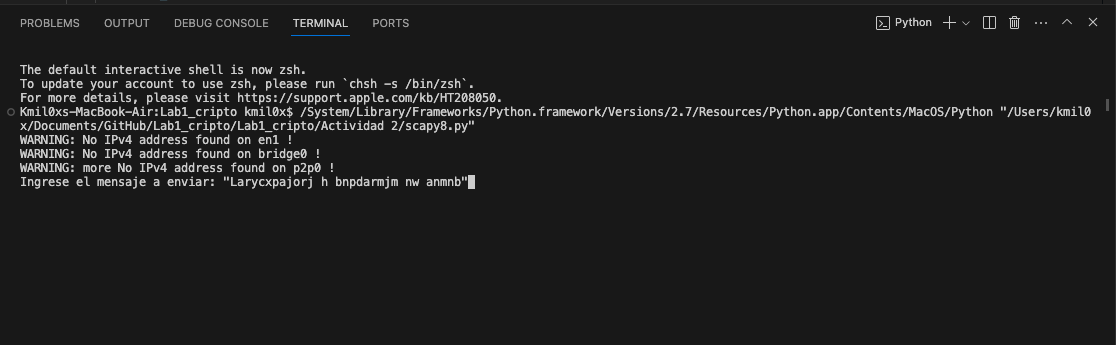 PROBLEMS OUTPUT DEBUG CONSOLE TERMINAL PORTS Python
The default interactive shell is now zsh.
To update your account to use zsh, please run `chsh -s /bin/zsh`.
For more details, please visit https://support.apple.com/kb/HT208050.
Kmil0xs-MacBook-Air:Lab1_cripto kmil0x$ /System/Library/Frameworks/Python.framework/Versions/2.7/Resources/Python.app/Contents/MacOS/Python "/Users/kmil0
x/Documents/GitHub/Lab1_cripto/Lab1_cripto/Actividad 2/scapy8.py"
WARNING: No IPv4 address found on en1 !
WARNING: No IPv4 address found on bridge0 !
WARNING: more No IPv4 address found on p2p0 !
Ingrese el mensaje a enviar: "Larycxpajorj h bnpdarmjm nw anmnb"